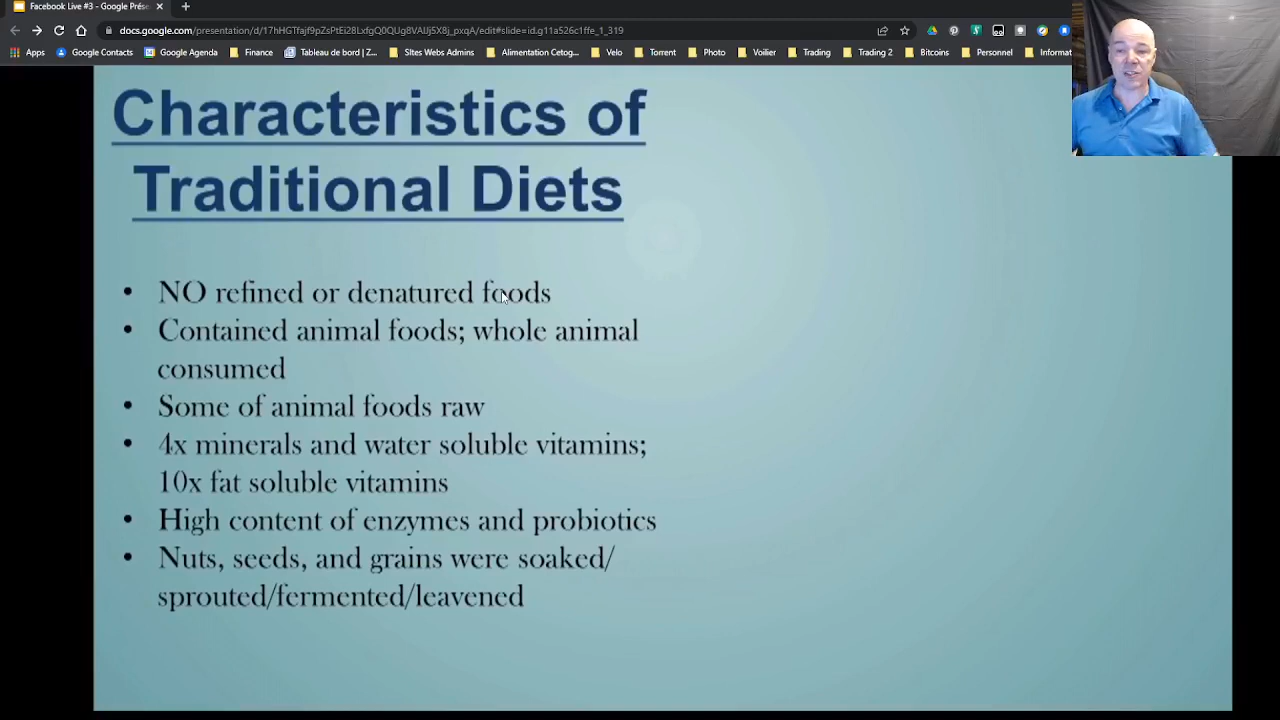 Facebook Live #3 - Google Prése
docs.google.com/presentation/d/17hHGTfajf9pZsPtEi28LxfgQ0QUg8VAUJ5X8j_pxqA/edit#slide=id.g11a526c1ffe_1_319
Apps Google Contacts Google Agenda Finance Tableau de bord | Z... SItes Webs Admins Alimentation Cetog... Velo Torrent Photo Voilier Trading Trading 2 Bitcoins Personnel Informat
Characteristics of
Traditional Diets
• NO refined or denatured foods
• Contained animal foods; whole animal
consumed
• Some of animal foods raw
• 4x minerals and water soluble vitamins;
10x fat soluble vitamins
• High content of enzymes and probiotics
• Nuts, seeds, and grains were soaked/
sprouted/fermented/leavened